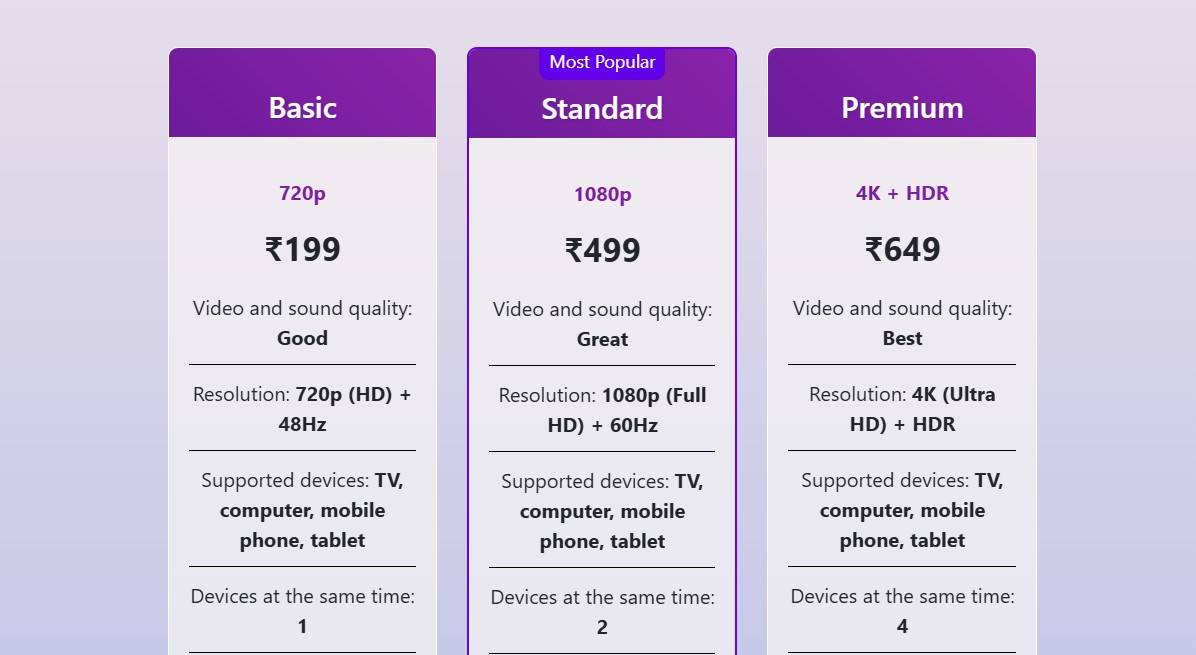 Basic
720p
₹199
Video and sound quality:
Good
Resolution: 720p (HD) +
48Hz
Supported devices: TV,
computer, mobile
phone, tablet
Devices at the same time:
1
Most Popular
Standard
1080p
₹499
Video and sound quality:
Great
Resolution: 1080p (Full
HD) + 60Hz
Supported devices: TV,
computer, mobile
phone, tablet
Devices at the same time:
2
Premium
4K + HDR
₹649
Video and sound quality:
Best
Resolution: 4K (Ultra
HD) + HDR
Supported devices: TV,
computer, mobile
phone, tablet
Devices at the same time:
4